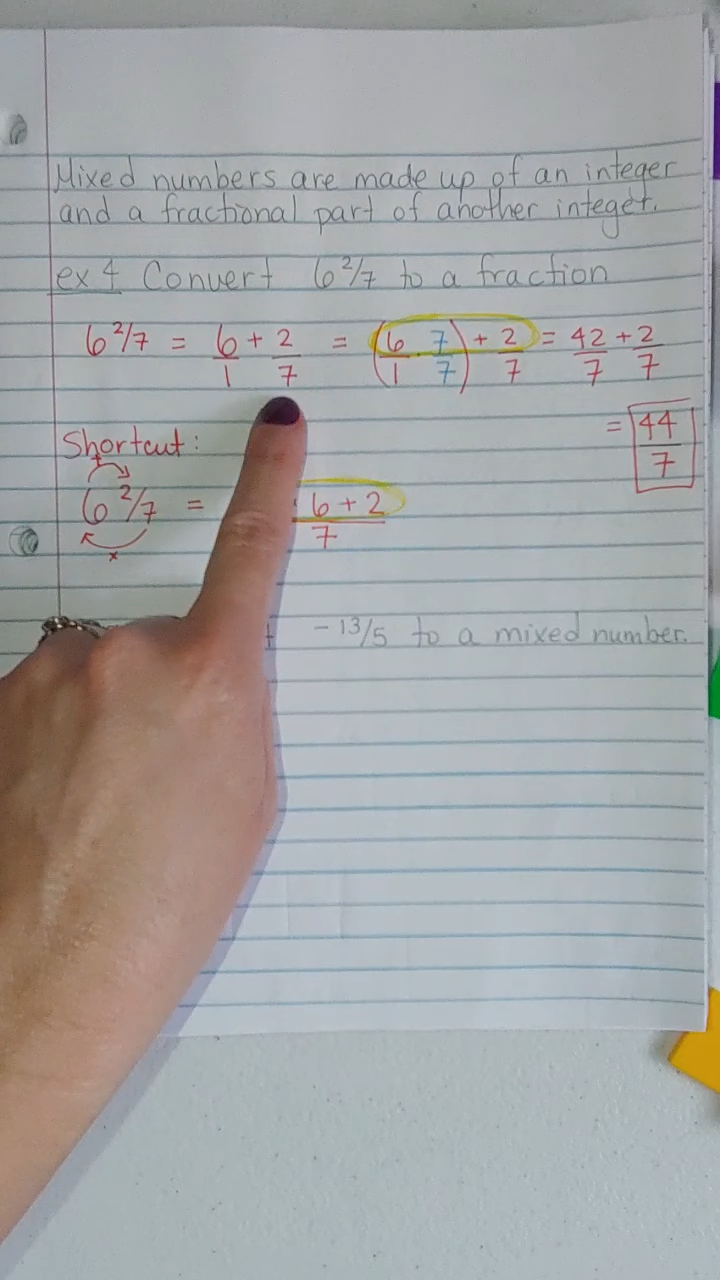 Mixed numbers are made up of an integer
and a fractional part of another integer.
ex 4 Convert 6 2/7 to a fraction
6 2/7 = 6/1 + 2/7 = (6/1 · 7/7) + 2/7 = 42/7 + 2/7
= 44/7
Shortcut:
6 2/7 = · 6 + 2 / 7
x
-13/5 to a mixed number.